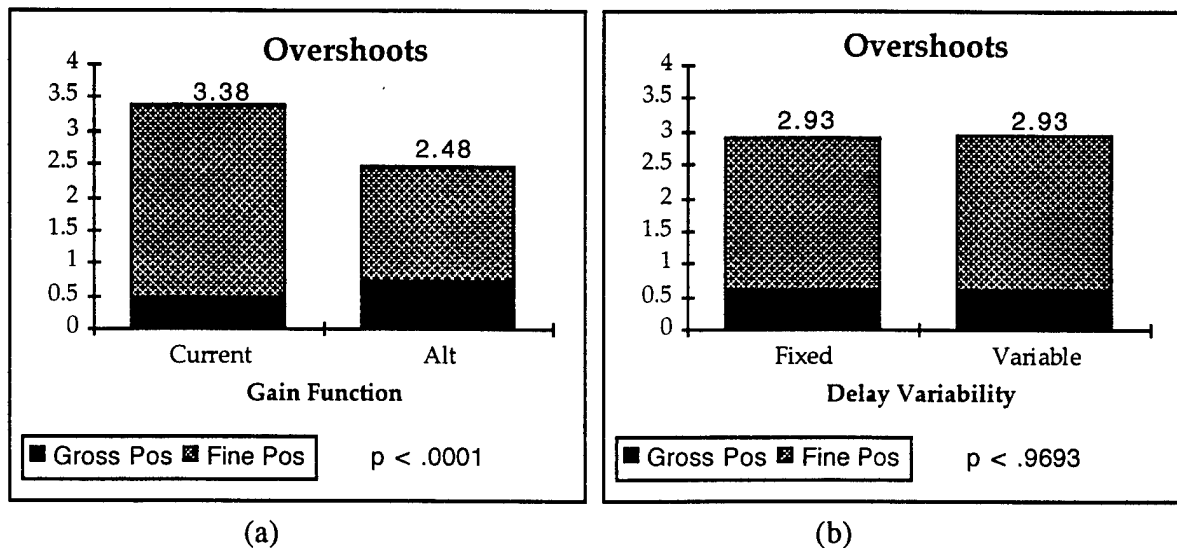 Overshoots
4
3.5
3
2.5
2
1.5
1
0.5
0
3.38
2.48
Current
Alt
Gain Function
Gross Pos Fine Pos
p < .0001
(a)
Overshoots
4
3.5
3
2.5
2
1.5
1
0.5
0
2.93
2.93
Fixed
Variable
Delay Variability
Gross Pos Fine Pos
p < .9693
(b)